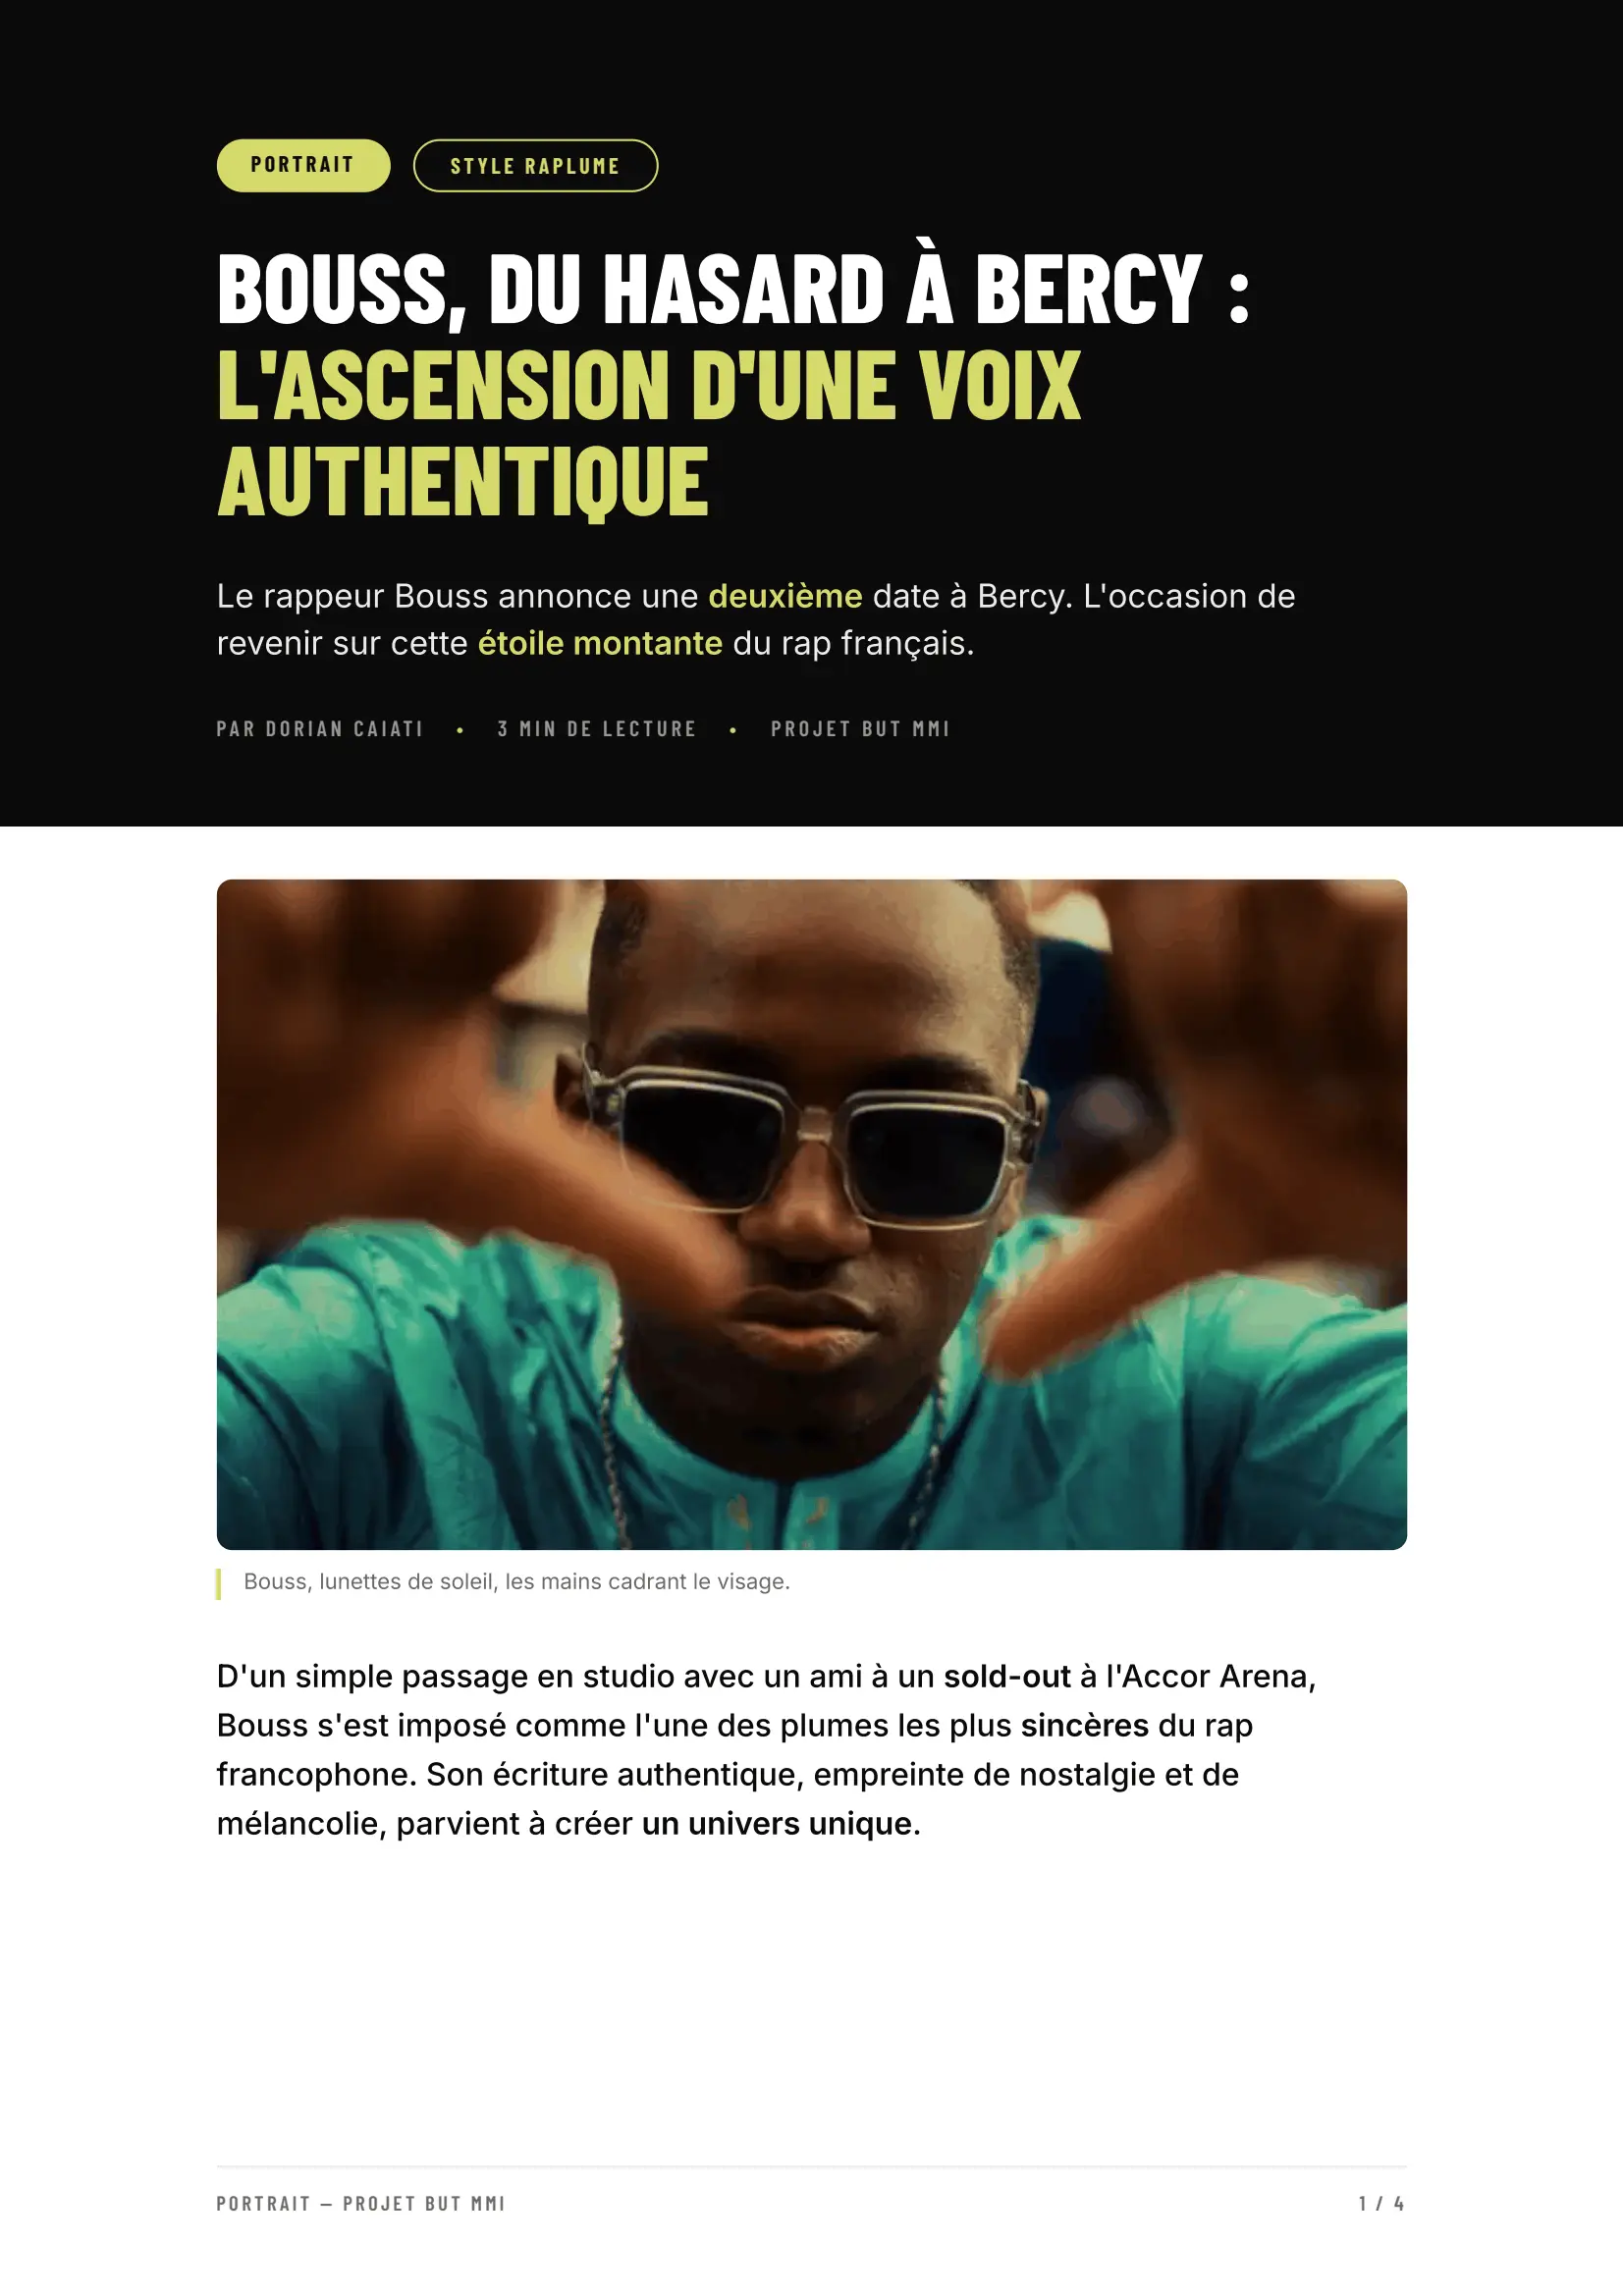 PORTRAIT
STYLE RAPLUME
BOUSS, DU HASARD À BERCY :
L'ASCENSION D'UNE VOIX
AUTHENTIQUE
Le rappeur Bouss annonce une deuxième date à Bercy. L'occasion de
revenir sur cette étoile montante du rap français.
PAR DORIAN CAIATI • 3 MIN DE LECTURE • PROJET BUT MMI
Bouss, lunettes de soleil, les mains cadrant le visage.
D'un simple passage en studio avec un ami à un sold-out à l'Accor Arena,
Bouss s'est imposé comme l'une des plumes les plus sincères du rap
francophone. Son écriture authentique, empreinte de nostalgie et de
mélancolie, parvient à créer un univers unique.
PORTRAIT — PROJET BUT MMI
1 / 4